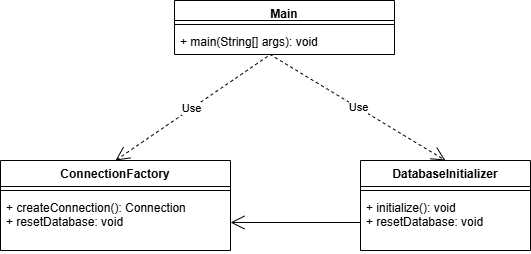 Main
+ main(String[] args): void
Use
Use
ConnectionFactory
+ createConnection(): Connection
+ resetDatabase: void
DatabaseInitializer
+ initialize(): void
+ resetDatabase: void